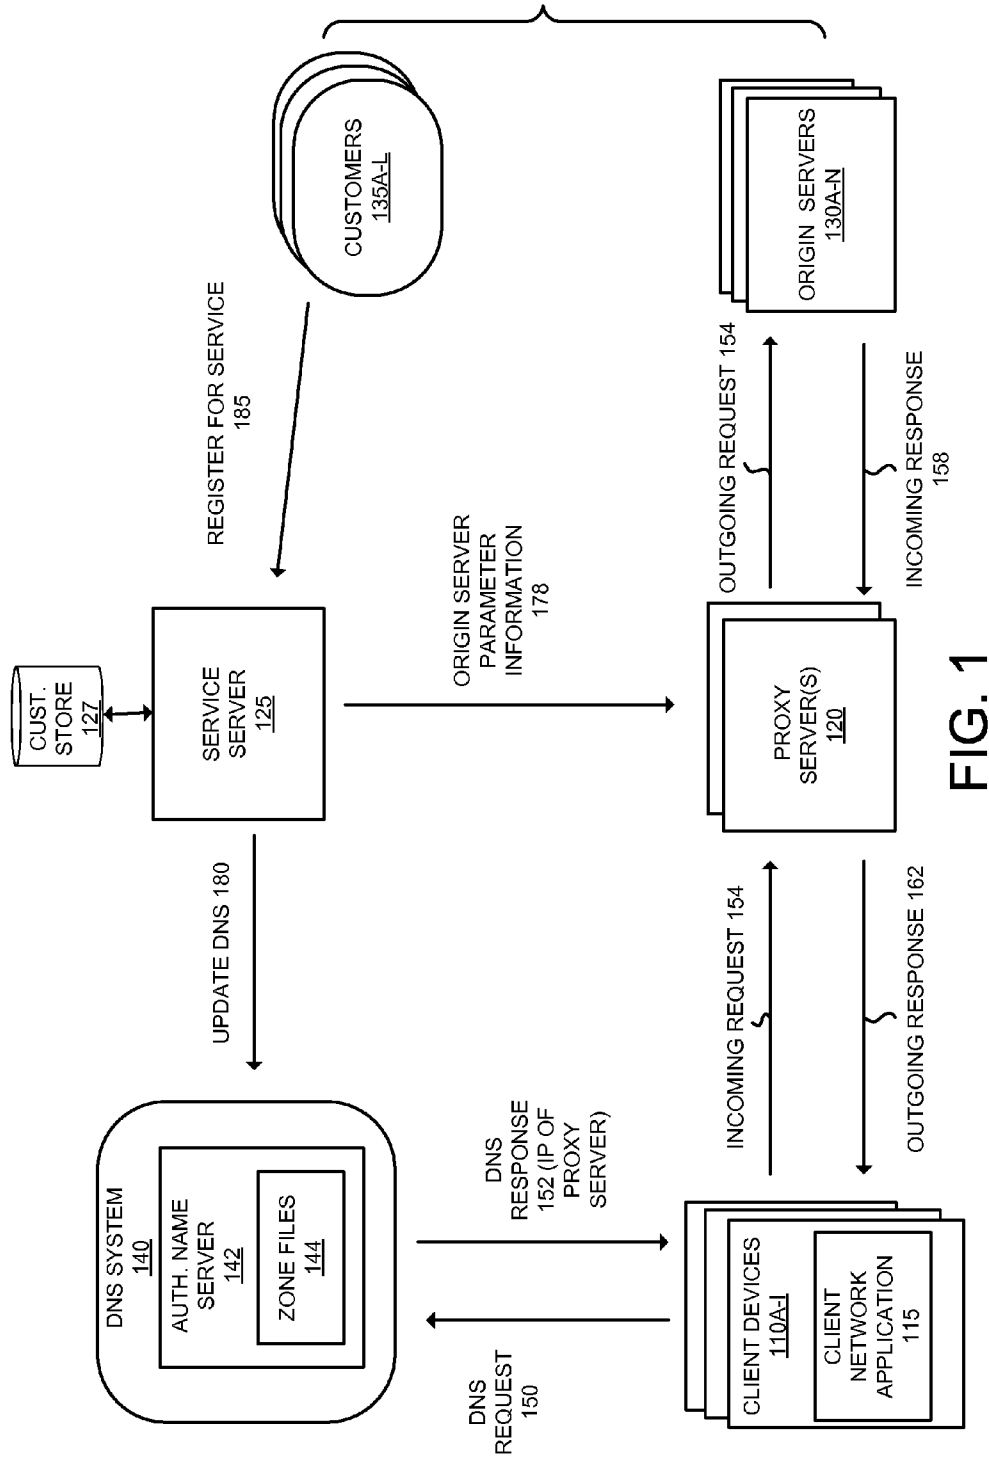 DNS SYSTEM
140
AUTH. NAME
SERVER
142
ZONE FILES
144
UPDATE DNS 180
CUST.
STORE
127
SERVICE
SERVER
125
REGISTER FOR SERVICE
185
CUSTOMERS
135A-L
DNS
REQUEST
150
DNS
RESPONSE
152 (IP OF
PROXY
SERVER)
ORIGIN SERVER
PARAMETER
INFORMATION
178
CLIENT DEVICES
110A-I
CLIENT
NETWORK
APPLICATION
115
INCOMING REQUEST 154
OUTGOING RESPONSE 162
PROXY
SERVER(S)
120
OUTGOING REQUEST 154
INCOMING RESPONSE
158
ORIGIN SERVERS
130A-N
FIG. 1